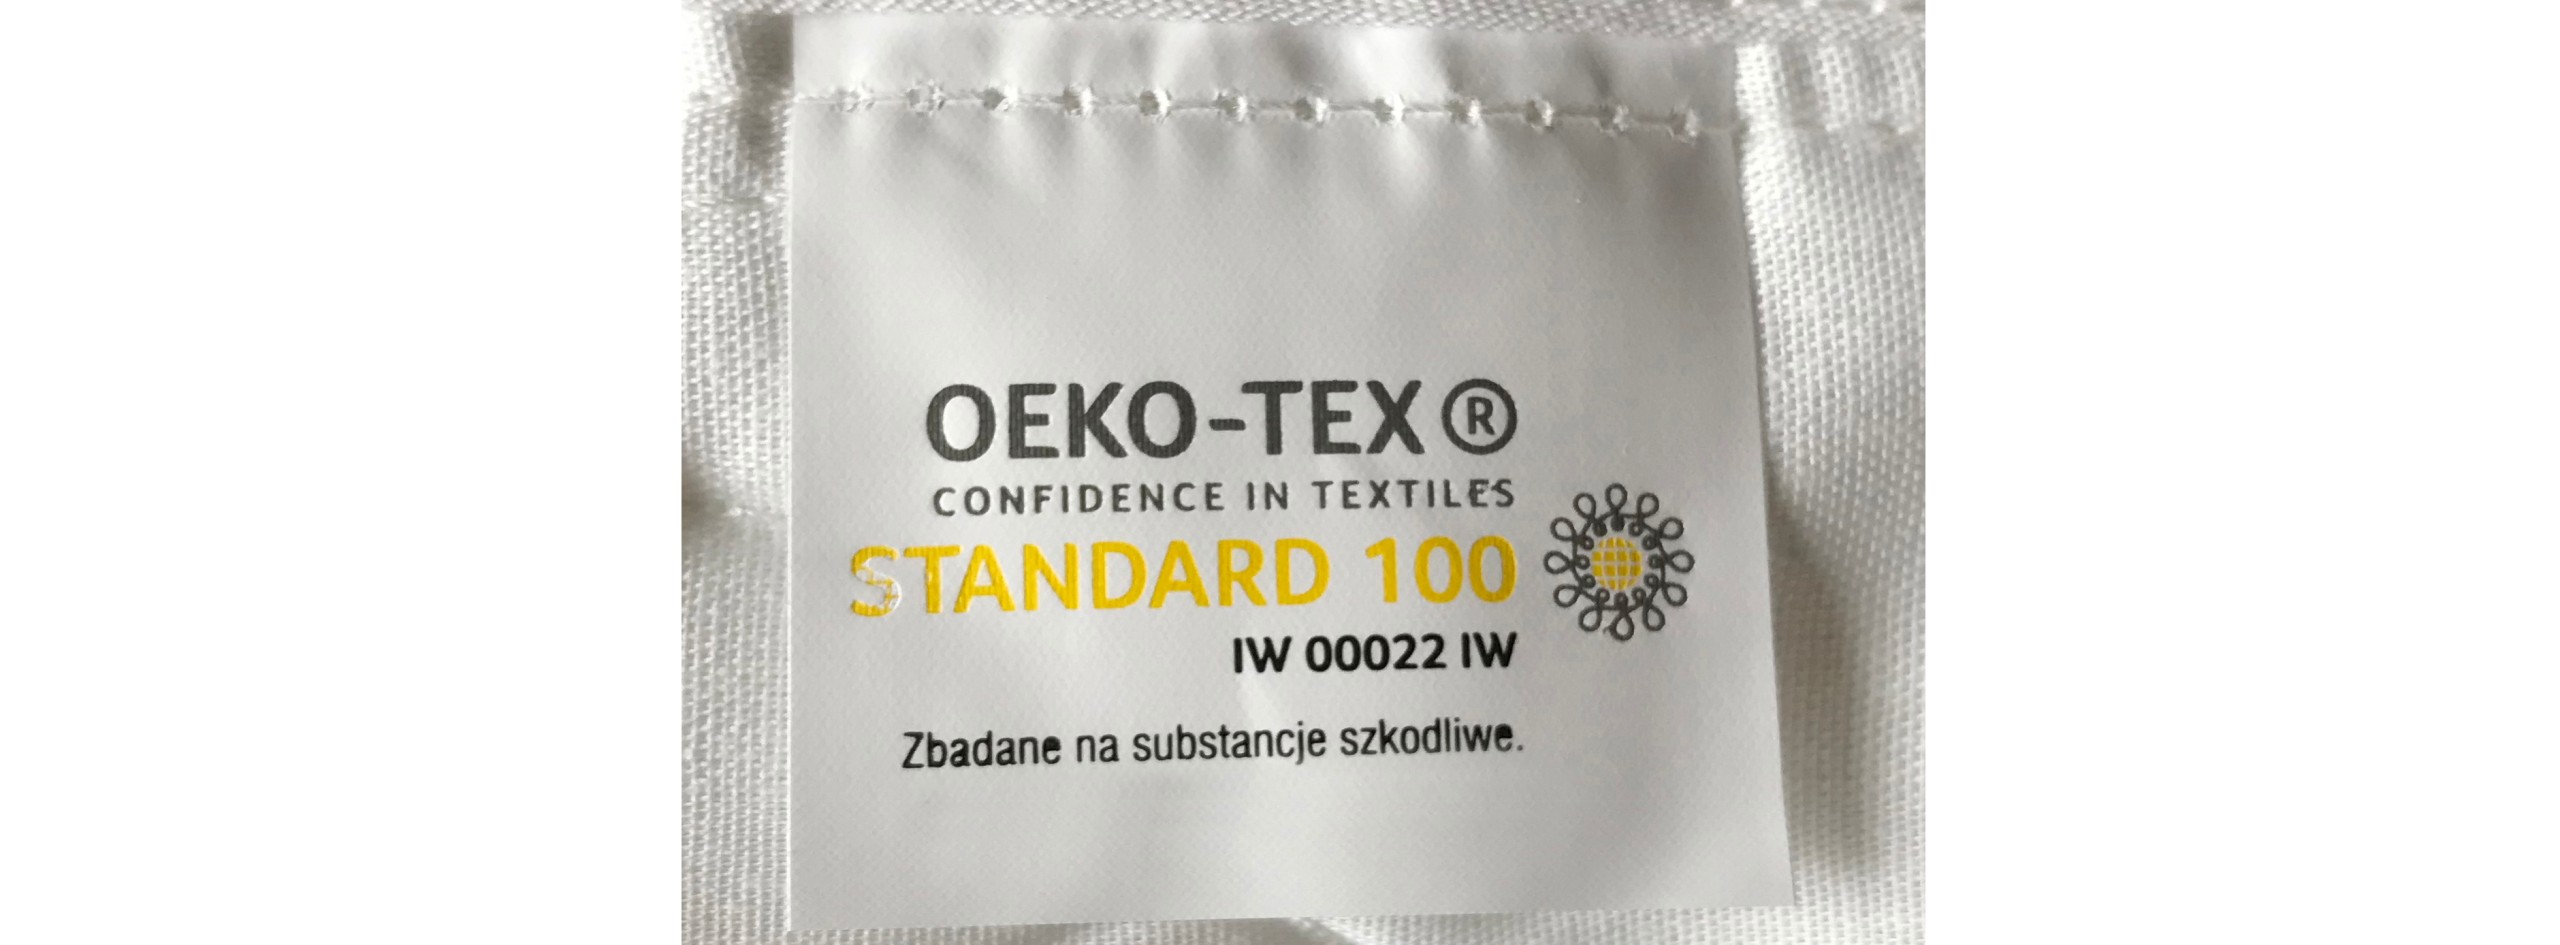 OEKO-TEX®
CONFIDENCE IN TEXTILES
STANDARD 100
IW 00022 IW
Zbadane na substancje szkodliwe.